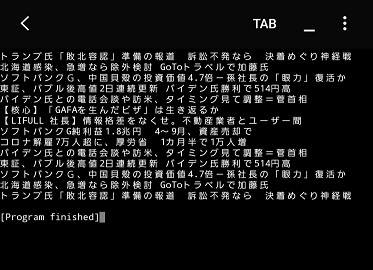 TAB
トランプ氏「敗北容認」準備の報道　訴訟不発なら　決着めぐり神経戦
北海道感染、急増なら除外検討　GoToトラベルで加藤氏
ソフトバンクＧ、中国貝殻の投資価値4.7倍－孫社長の「眼力」復活か
東証、バブル後高値2日連続更新　バイデン氏勝利で514円高
バイデン氏との電話会談や訪米、タイミング見て調整＝菅首相
【核心】「GAFAを生んだビザ」は生き返るか
【LIFULL 社長】情報格差をなくせ。不動産業者とユーザー間
ソフトバンクG純利益1.8兆円　4〜9月、資産売却で
コロナ解雇7万人超に、厚労省　1カ月半で1万人増
バイデン氏との電話会談や訪米、タイミング見て調整＝菅首相
東証、バブル後高値2日連続更新　バイデン氏勝利で514円高
ソフトバンクＧ、中国貝殻の投資価値4.7倍－孫社長の「眼力」復活か
北海道感染、急増なら除外検討　GoToトラベルで加藤氏
トランプ氏「敗北容認」準備の報道　訴訟不発なら　決着めぐり神経戦
[Program finished]